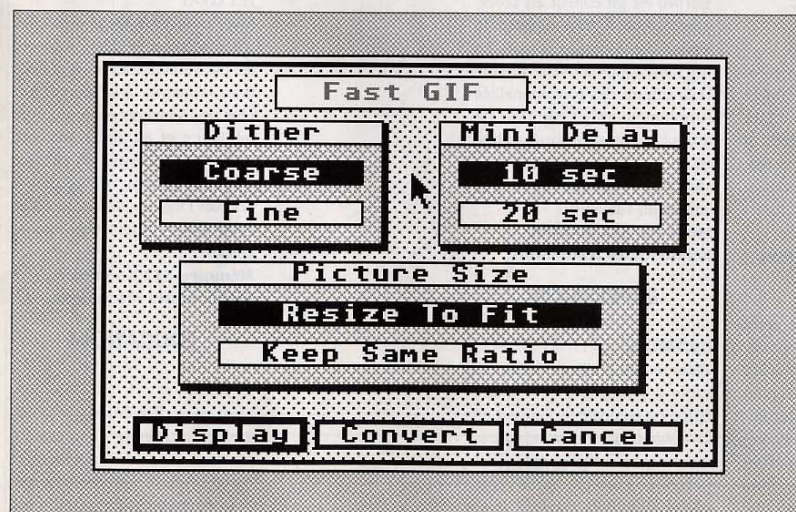 Fast GIF
Dither
Coarse
Fine
Mini Delay
10 sec
20 sec
Picture Size
Resize To Fit
Keep Same Ratio
Display Convert Cancel